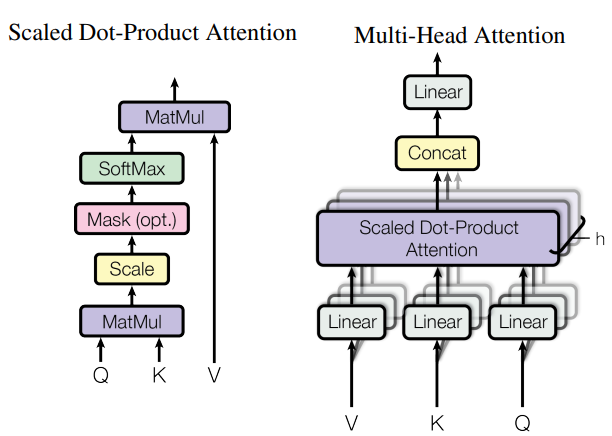 Scaled Dot-Product Attention
MatMul
SoftMax
Mask (opt.)
Scale
MatMul
Q K V
Multi-Head Attention
Linear
Concat
Scaled Dot-Product
Attention
h
Linear Linear Linear
V K Q